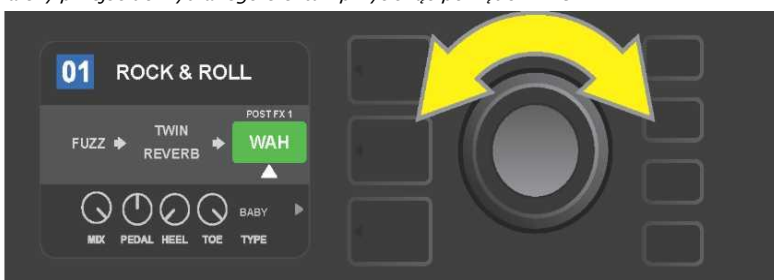 01 ROCK & ROLL
POST FX 1
FUZZ TWIN REVERB WAH
MIX PEDAL HEEL TOE BABY TYPE